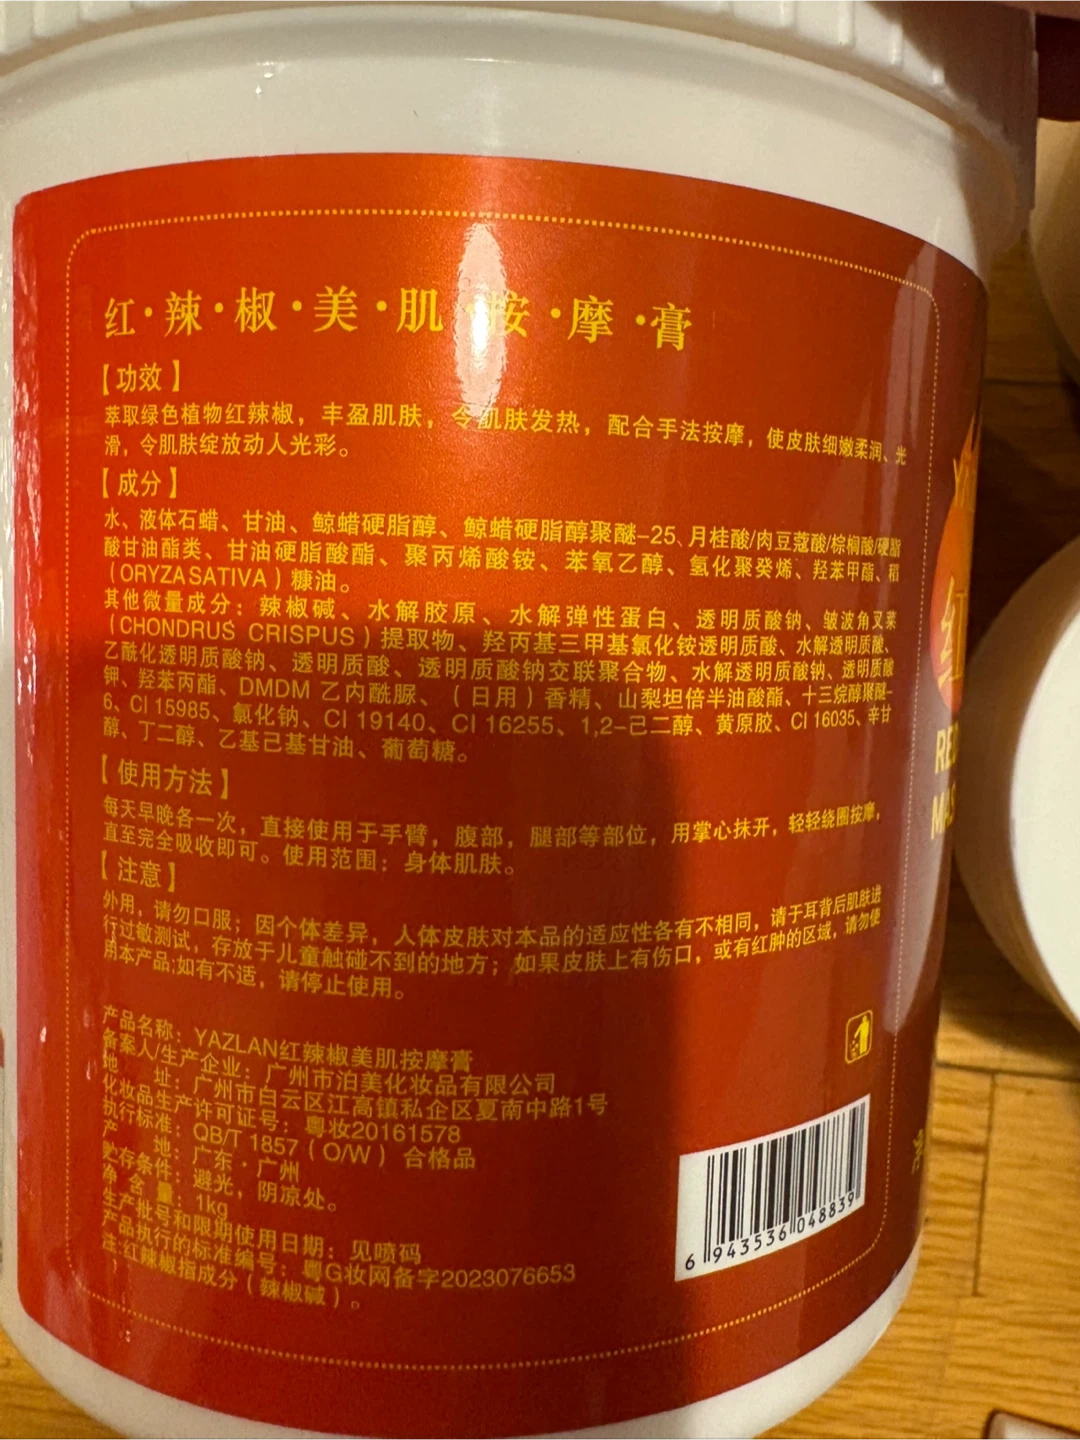 红·辣·椒·美·肌·按·摩·膏
【功效】
萃取绿色植物红辣椒，丰盈肌肤，令肌肤发热，配合手法按摩，使皮肤细嫩柔润、光
滑，令肌肤绽放动人光彩。
【成分】
水、液体石蜡、甘油、鲸蜡硬脂醇、鲸蜡硬脂醇聚醚-25、月桂酸/肉豆蔻酸/棕榈酸/硬脂
酸甘油酯类、甘油硬脂酸酯、聚丙烯酸铵、苯氧乙醇、氢化聚癸烯、羟苯甲酯、稻
（ORYZA SATIVA）糠油。
其他微量成分：辣椒碱、水解胶原、水解弹性蛋白、透明质酸钠、皱波角叉菜
（CHONDRUS CRISPUS）提取物、羟丙基三甲基氯化铵透明质酸、水解透明质酸、
乙酰化透明质酸钠、透明质酸、透明质酸钠交联聚合物、水解透明质酸钠、透明质酸
钾、羟苯丙酯、DMDM 乙内酰脲、（日用）香精、山梨坦倍半油酸酯、十三烷醇聚醚-
6、CI 15985、氯化钠、CI 19140、CI 16255、1,2-己二醇、黄原胶、CI 16035、辛甘
醇、丁二醇、乙基己基甘油、葡萄糖。
【使用方法】
每天早晚各一次，直接使用于手臂，腹部，腿部等部位，用掌心抹开，轻轻绕圈按摩，
直至完全吸收即可。使用范围：身体肌肤。
【注意】
外用，请勿口服；因个体差异，人体皮肤对本品的适应性各有不相同，请于耳背后肌肤进
行过敏测试，存放于儿童触碰不到的地方；如果皮肤上有伤口，或有红肿的区域，请勿使
用本产品;如有不适，请停止使用。
产品名称：YAZLAN红辣椒美肌按摩膏
备案人/生产企业：广州市泊美化妆品有限公司
地 址：广州市白云区江高镇私企区夏南中路1号
化妆品生产许可证号：粤妆20161578
执行标准：QB/T 1857（O/W）合格品
产 地：广东·广州
贮存条件：避光，阴凉处。
净 含 量：1kg
生产批号和限期使用日期：见喷码
产品执行的标准编号：粤G妆网备字2023076653
注:红辣椒指成分（辣椒碱）。
6 943536 048839
红
RE
MAS
净